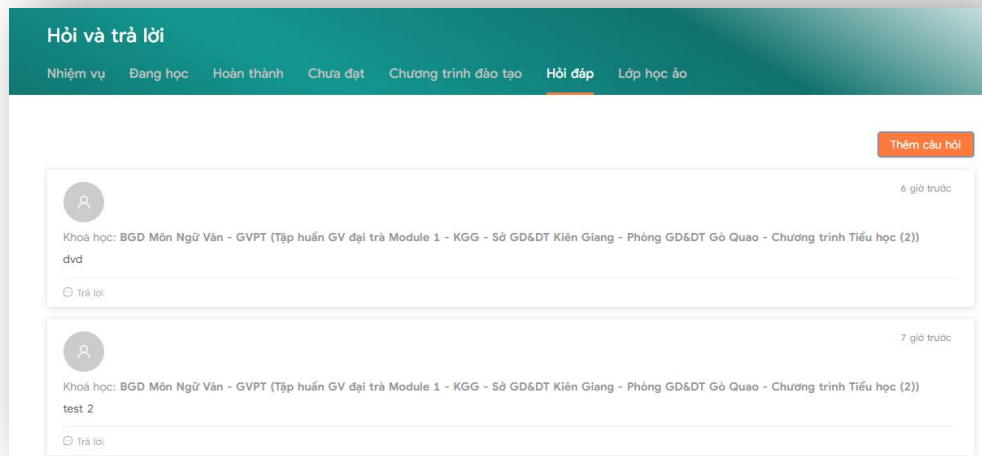 Hỏi và trả lời
Nhiệm vụ Đang học Hoàn thành Chưa đạt Chương trình đào tạo Hỏi đáp Lớp học ảo
Thêm câu hỏi
6 giờ trước
Khoá học: BGD Môn Ngữ Văn - GVPT (Tập huấn GV đại trà Module 1 - KGG - Sở GD&DT Kiên Giang - Phòng GD&DT Gò Quao - Chương trình Tiểu học (2))
dvd
Trả lời
7 giờ trước
Khoá học: BGD Môn Ngữ Văn - GVPT (Tập huấn GV đại trà Module 1 - KGG - Sở GD&DT Kiên Giang - Phòng GD&DT Gò Quao - Chương trình Tiểu học (2))
test 2
Trả lời